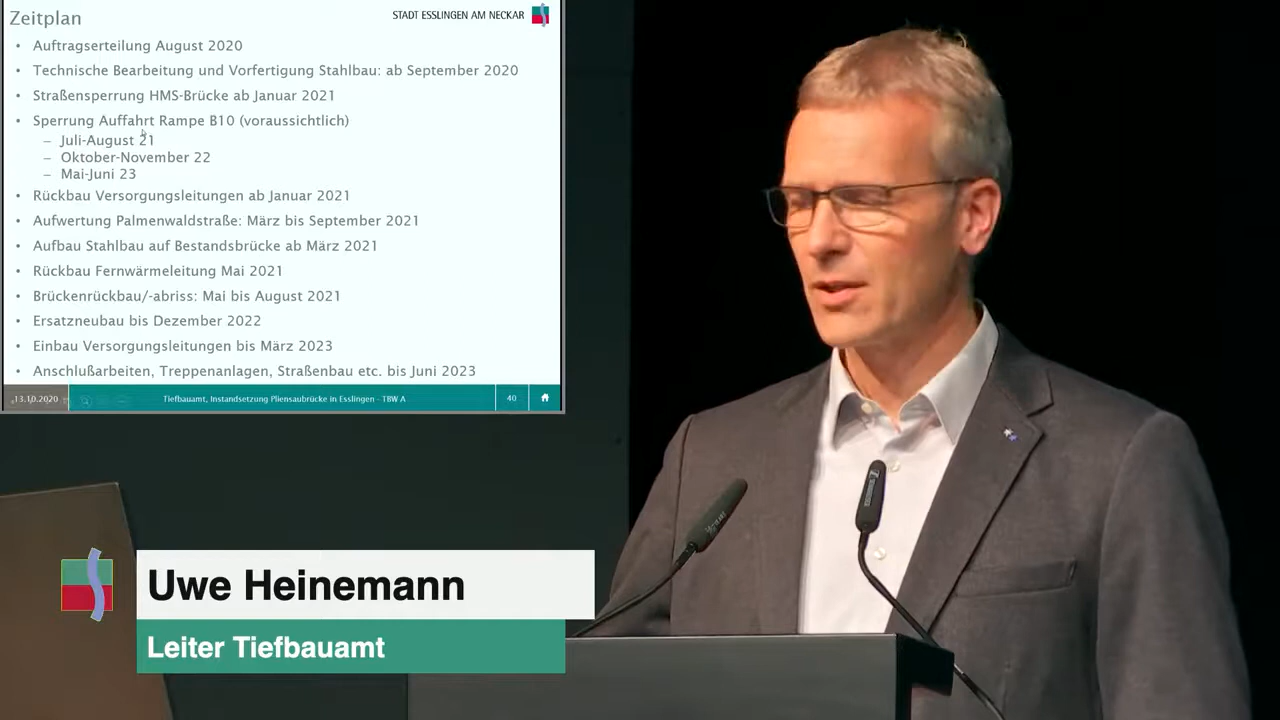 Zeitplan
STADT ESSLINGEN AM NECKAR
• Auftragserteilung August 2020
• Technische Bearbeitung und Vorfertigung Stahlbau: ab September 2020
• Straßensperrung HMS-Brücke ab Januar 2021
• Sperrung Auffahrt Rampe B10 (voraussichtlich)
– Juli-August 21
– Oktober-November 22
– Mai-Juni 23
• Rückbau Versorgungsleitungen ab Januar 2021
• Aufwertung Palmenwaldstraße: März bis September 2021
• Aufbau Stahlbau auf Bestandsbrücke ab März 2021
• Rückbau Fernwärmeleitung Mai 2021
• Brückenrückbau/-abriss: Mai bis August 2021
• Ersatzneubau bis Dezember 2022
• Einbau Versorgungsleitungen bis März 2023
• Anschlußarbeiten, Treppenanlagen, Straßenbau etc. bis Juni 2023
13.10.2020
Tiefbauamt, Instandsetzung Pliensaubrücke in Esslingen - TBW A
40
Uwe Heinemann
Leiter Tiefbauamt